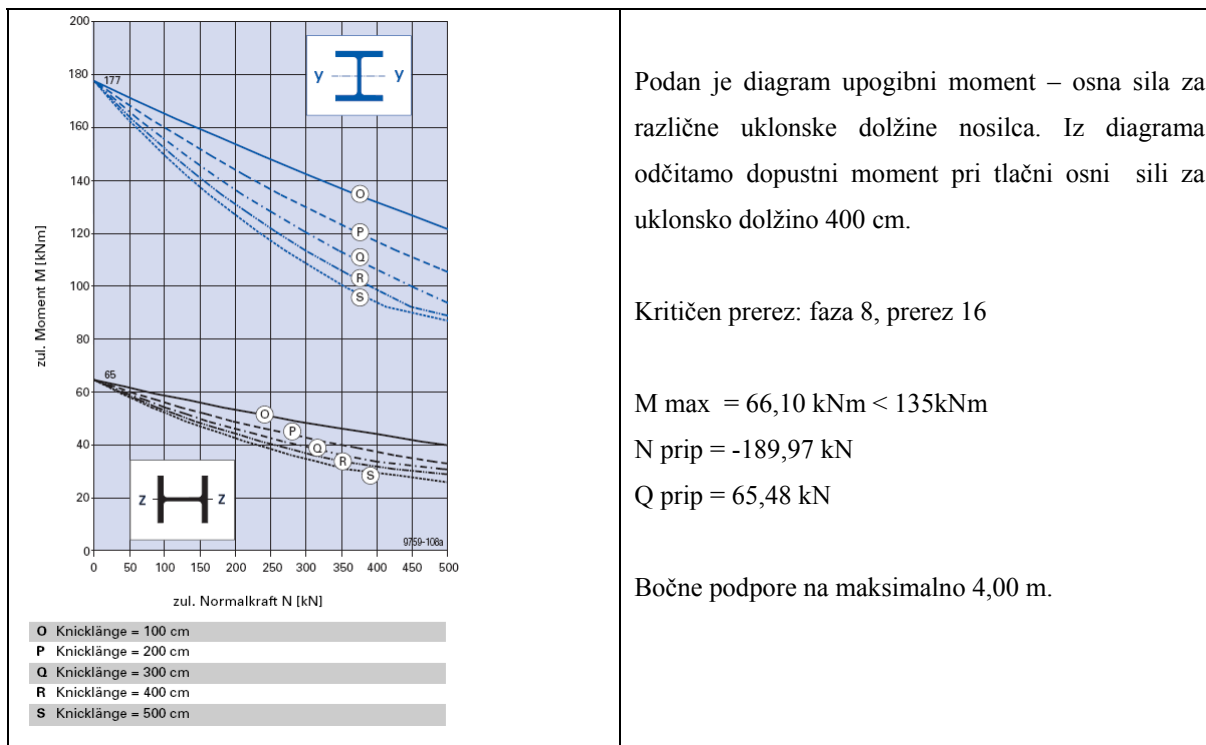 200
180
160
140
120
100
80
60
40
20
0
177
65
y y
O
P
Q
R
S
O
P
Q
R
S
z z
9759-108a
0 50 100 150 200 250 300 350 400 450 500
zul. Moment M [kNm]
zul. Normalkraft N [kN]
O Knicklänge = 100 cm
P Knicklänge = 200 cm
Q Knicklänge = 300 cm
R Knicklänge = 400 cm
S Knicklänge = 500 cm
Podan je diagram upogibni moment – osna sila za
različne uklonske dolžine nosilca. Iz diagrama
odčitamo dopustni moment pri tlačni osni sili za
uklonsko dolžino 400 cm.
Kritičen prerez: faza 8, prerez 16
M max = 66,10 kNm < 135kNm
N prip = -189,97 kN
Q prip = 65,48 kN
Bočne podpore na maksimalno 4,00 m.